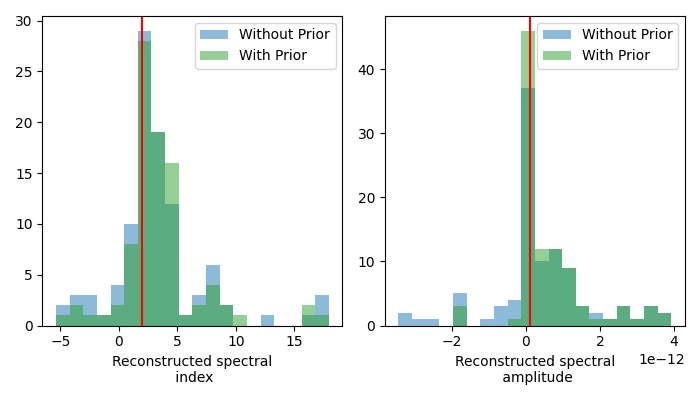 30
25
20
15
10
5
0
-5
0
5
10
15
Reconstructed spectral
index
Without Prior
With Prior
40
30
20
10
0
−2
0
2
4
1e−12
Reconstructed spectral
amplitude
Without Prior
With Prior